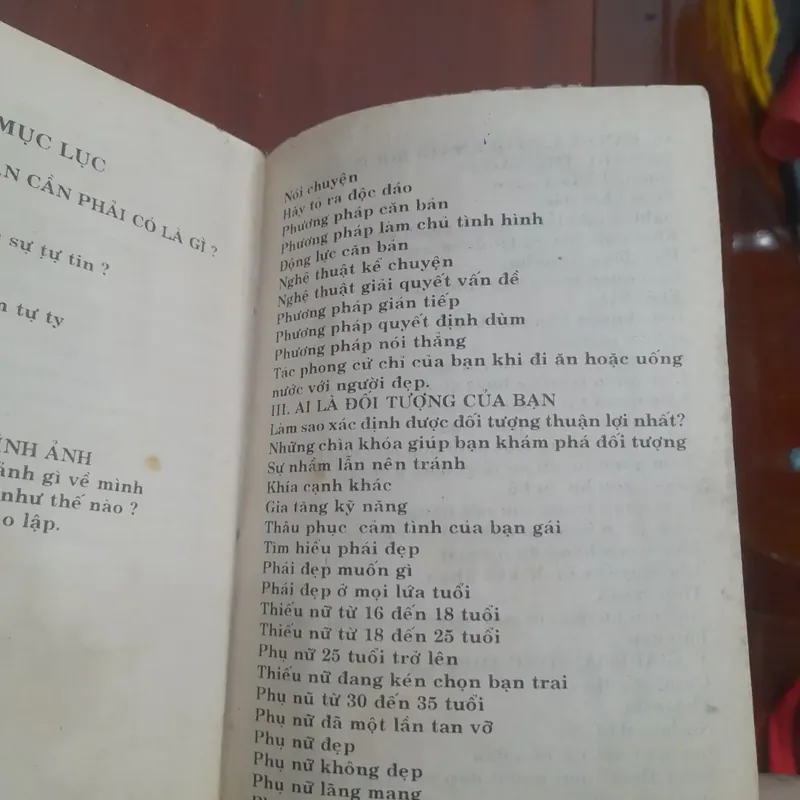 MỤC LỤC
CẦN PHẢI CÓ LÀ GÌ ?
sự tự tin ?
tự ty
ẢNH
ảnh gì về mình
như thế nào ?
lập.
Nói chuyện
Hãy tỏ ra độc đáo
Phương pháp căn bản
Phương pháp làm chủ tình hình
Động lực căn bản
Nghệ thuật kể chuyện
Nghệ thuật giải quyết vấn đề
Phương pháp gián tiếp
Phương pháp quyết định dùm
Phương pháp nói thẳng
Tác phong cử chỉ của bạn khi đi ăn hoặc uống
nước với người đẹp.
III. AI LÀ ĐỐI TƯỢNG CỦA BẠN
Làm sao xác định được đối tượng thuận lợi nhất?
Những chìa khóa giúp bạn khám phá đối tượng
Sự nhầm lẫn nên tránh
Khía cạnh khác
Gia tăng kỹ năng
Thâu phục cảm tình của bạn gái
Tìm hiểu phái đẹp
Phái đẹp muốn gì
Phái đẹp ở mọi lứa tuổi
Thiếu nữ từ 16 đến 18 tuổi
Thiếu nữ từ 18 đến 25 tuổi
Phụ nữ 25 tuổi trở lên
Thiếu nữ đang kén chọn bạn trai
Phụ nũ từ 30 đến 35 tuổi
Phụ nữ đã một lần tan vỡ
Phụ nữ đẹp
Phụ nữ không đẹp
Phụ nữ lãng mạng